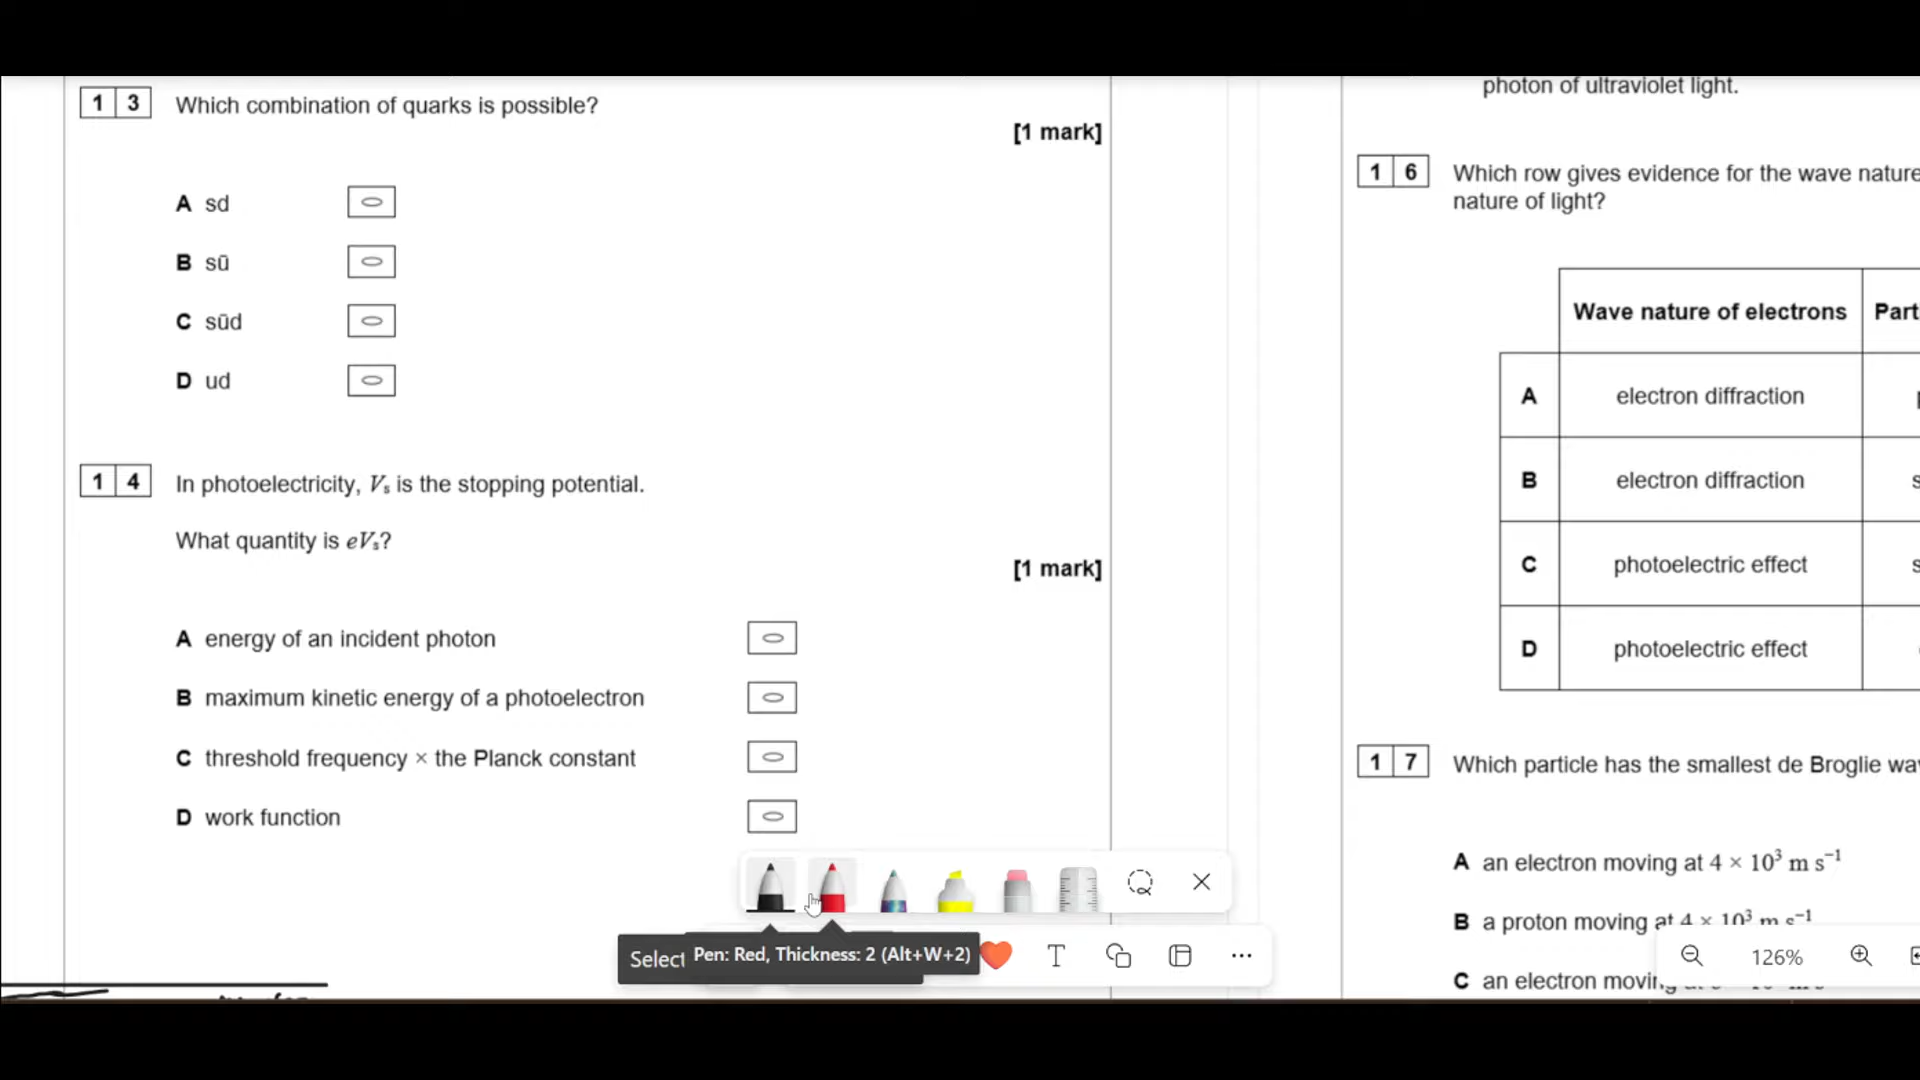 photon of ultraviolet light.
1 3 Which combination of quarks is possible?
[1 mark]
A sd
B sū
C sūd
D ud
1 4 In photoelectricity, Vs is the stopping potential.
What quantity is eVs?
[1 mark]
A energy of an incident photon
B maximum kinetic energy of a photoelectron
C threshold frequency × the Planck constant
D work function
1 6 Which row gives evidence for the wave nature
nature of light?
Wave nature of electrons Part
A electron diffraction
B electron diffraction
C photoelectric effect
D photoelectric effect
1 7 Which particle has the smallest de Broglie wav
A an electron moving at 4 × 10³ m s⁻¹
B a proton moving at 4 × 10³ m s⁻¹
C an electron moving
Select
Pen: Red, Thickness: 2 (Alt+W+2)
T
126%